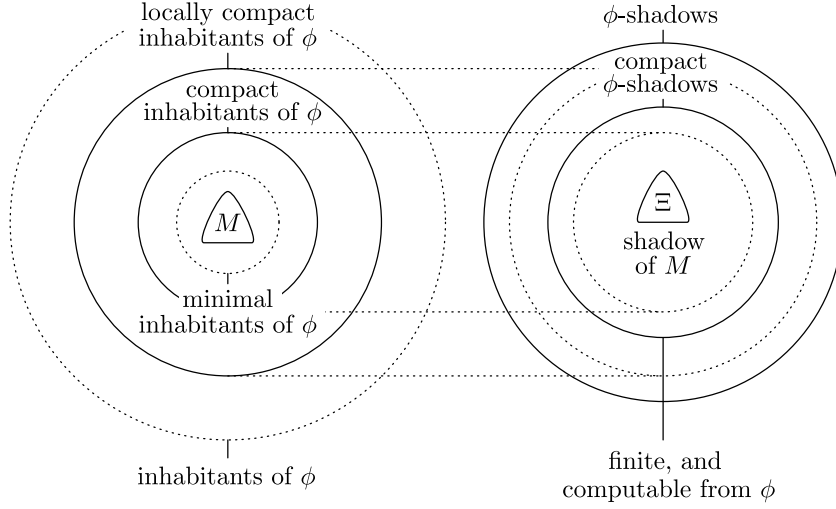 locally compact
inhabitants of ϕ
compact
inhabitants of ϕ
M
minimal
inhabitants of ϕ
inhabitants of ϕ
ϕ-shadows
compact
ϕ-shadows
Ξ
shadow
of M
finite, and
computable from ϕ